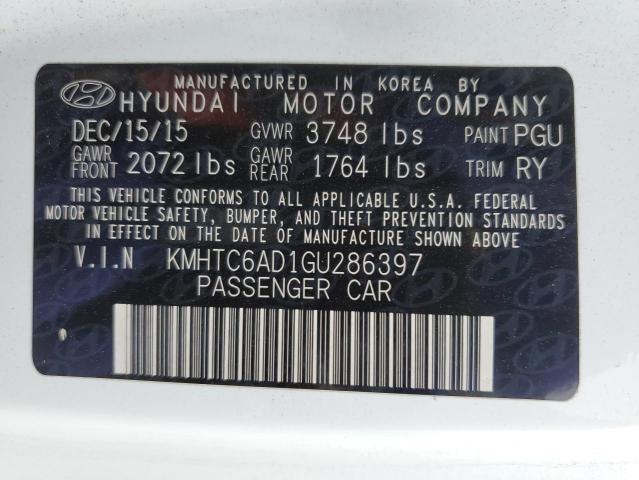 MANUFACTURED IN KOREA BY
HYUNDAI MOTOR COMPANY
DEC/15/15 GVWR 3748 lbs PAINT PGU
GAWR FRONT 2072 lbs GAWR REAR 1764 lbs TRIM RY
THIS VEHICLE CONFORMS TO ALL APPLICABLE U.S.A. FEDERAL
MOTOR VEHICLE SAFETY, BUMPER, AND THEFT PREVENTION STANDARDS
IN EFFECT ON THE DATE OF MANUFACTURE SHOWN ABOVE
V.I.N KMHTC6AD1GU286397
PASSENGER CAR